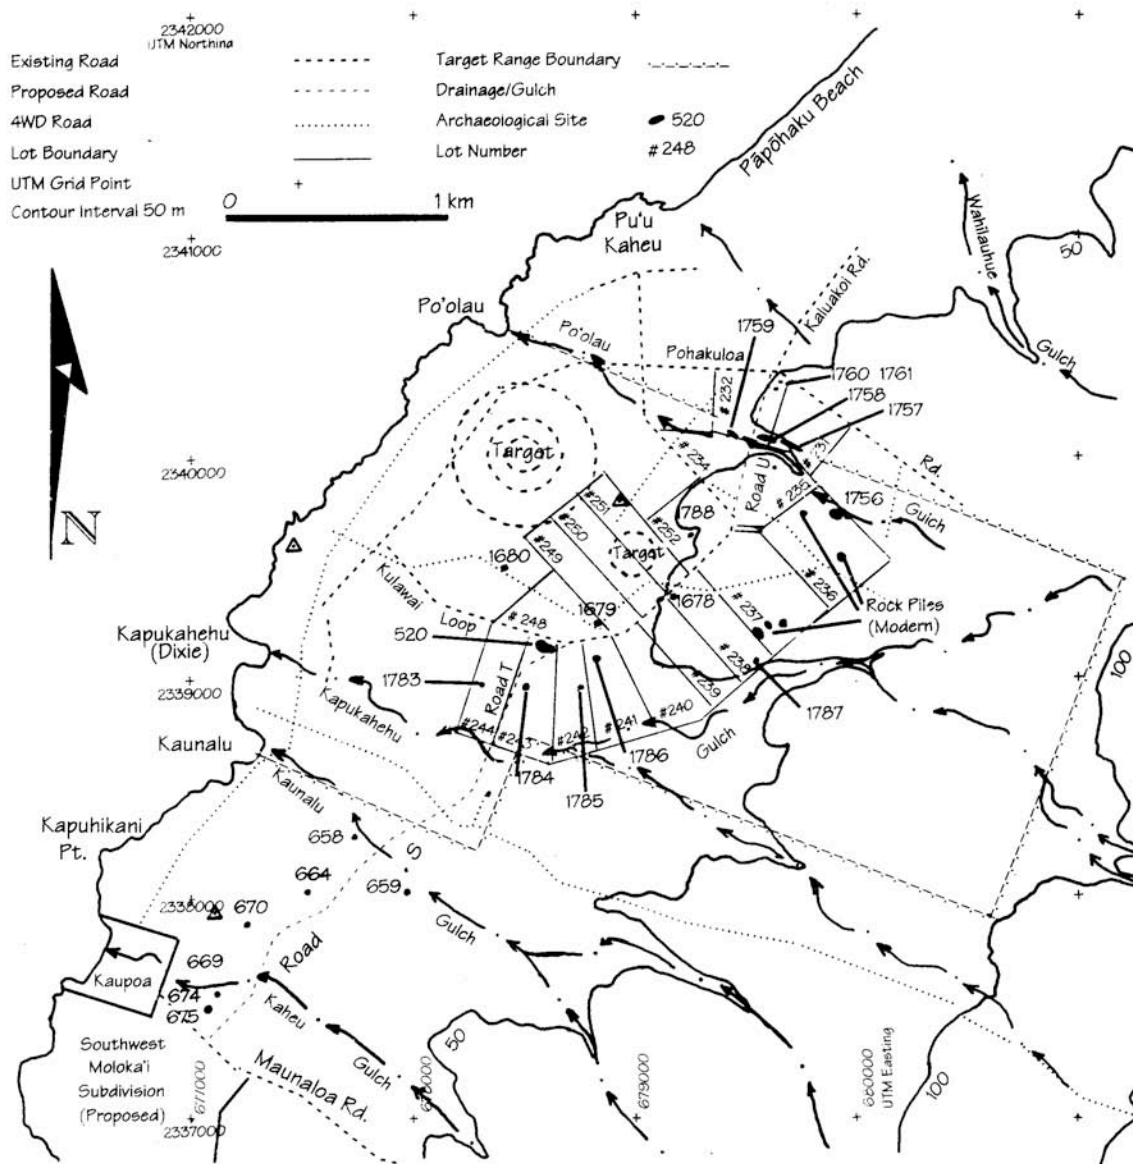 2342000
UTM Northing
Existing Road
Proposed Road
4WD Road
Lot Boundary
UTM Grid Point
Contour Interval 50 m
0
1 km
Target Range Boundary
Drainage/Gulch
Archaeological Site
520
Lot Number
#248
Pāpōhaku Beach
2341000
Pu'u
Kaheu
Wahilauhue
50
Gulch
Kaluakoi Rd.
Po'olau
Po'olau
Pohakuloa
1759
1760 1761
1758
1757
#232
#231
#234
#235
Road U
Rd.
Target
2340000
N
#251
#250
#249
#252
1788
1756
Gulch
Target
1680
Kulawai
Loop
1679
1678
#248
520
#236
#237
#238
#239
#240
Rock Piles
(Modern)
Kapukahehu
(Dixie)
1783
2339000
Kapukahehu
Road T
#244
#243
#242
#241
Gulch
1787
1786
1784
1785
100
Kaunalu
Kaunalu
Kapuhikani
Pt.
658
S
664
659
2338000
670
Gulch
Road
669
Kaupoa
674
675
Kaheu
Gulch
50
Southwest
Moloka'i
Subdivision
(Proposed)
Maunaloa Rd.
677000
678000
679000
680000
UTM Easting
100
2337000